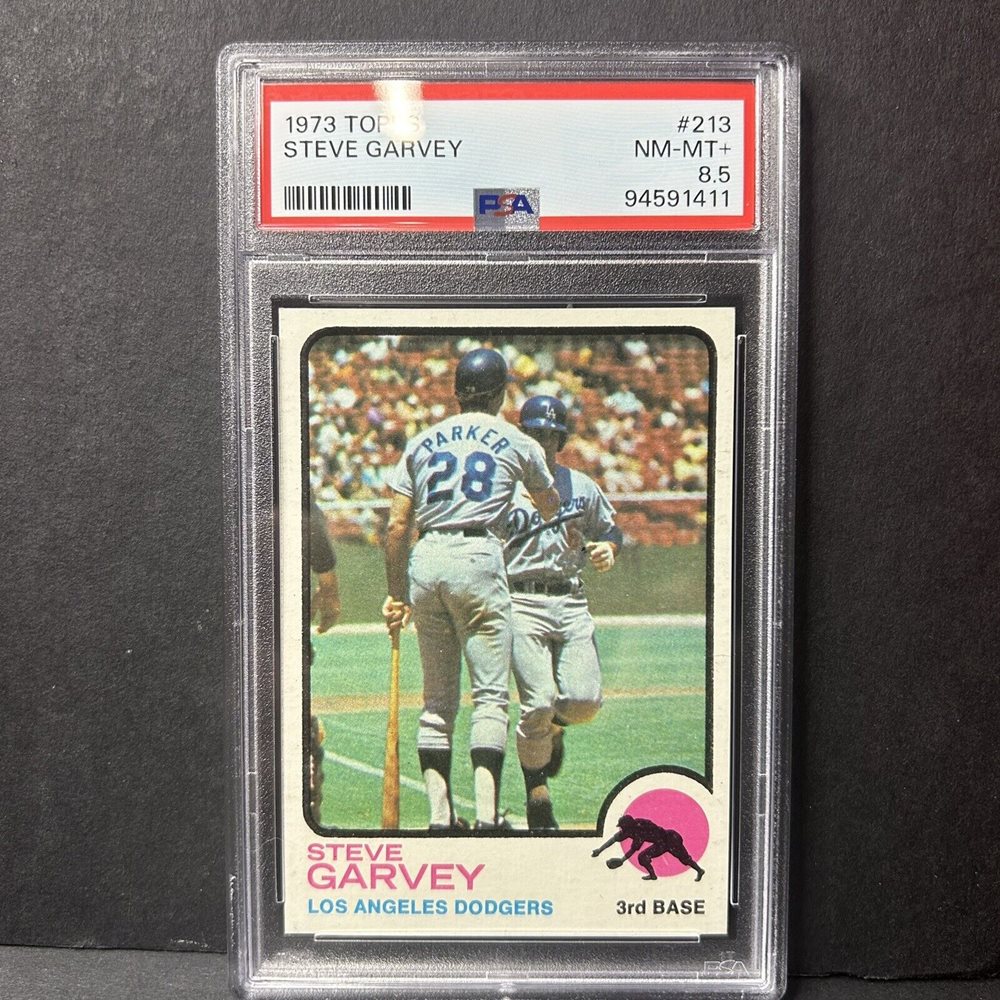 1973 TOPPS #213
STEVE GARVEY NM-MT+
8.5
PSA 94591411
PARKER
28
LA
Dodgers
STEVE
GARVEY
LOS ANGELES DODGERS 3rd BASE
PSA